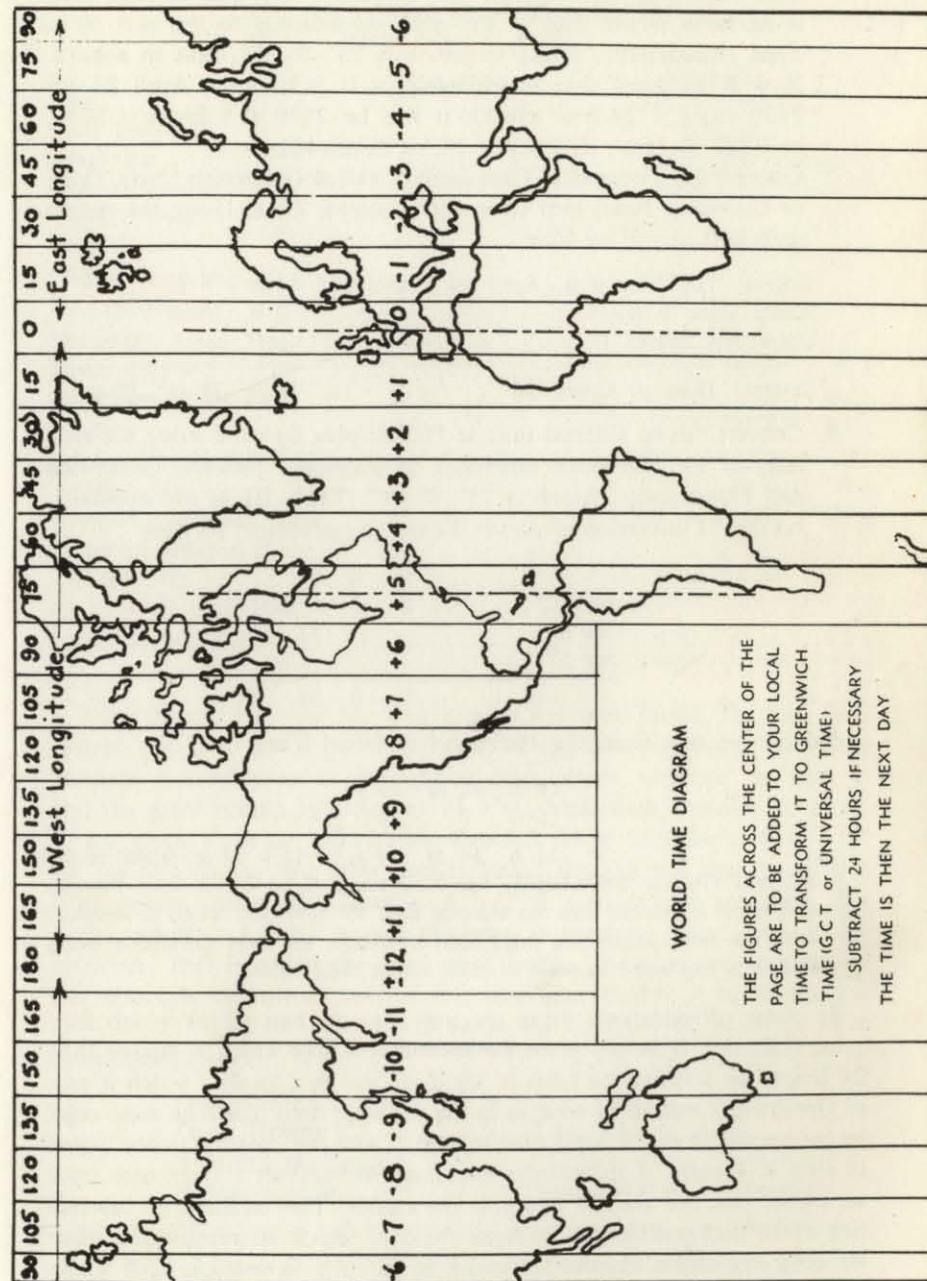 90 105 120 135 150 165 180 165 150 135 120 105 90 75 60 45 30 15 0 15 30 45 60 75 90
West Longitude East Longitude
-6 -7 -8 -9 -10 -11 ±12 +11 +10 +9 +8 +7 +6 +5 +4 +3 +2 +1 0 -1 -2 -3 -4 -5 -6
WORLD TIME DIAGRAM
THE FIGURES ACROSS THE CENTER OF THE
PAGE ARE TO BE ADDED TO YOUR LOCAL
TIME TO TRANSFORM IT TO GREENWICH
TIME (G.C.T or UNIVERSAL TIME)
SUBTRACT 24 HOURS IF NECESSARY
THE TIME IS THEN THE NEXT DAY